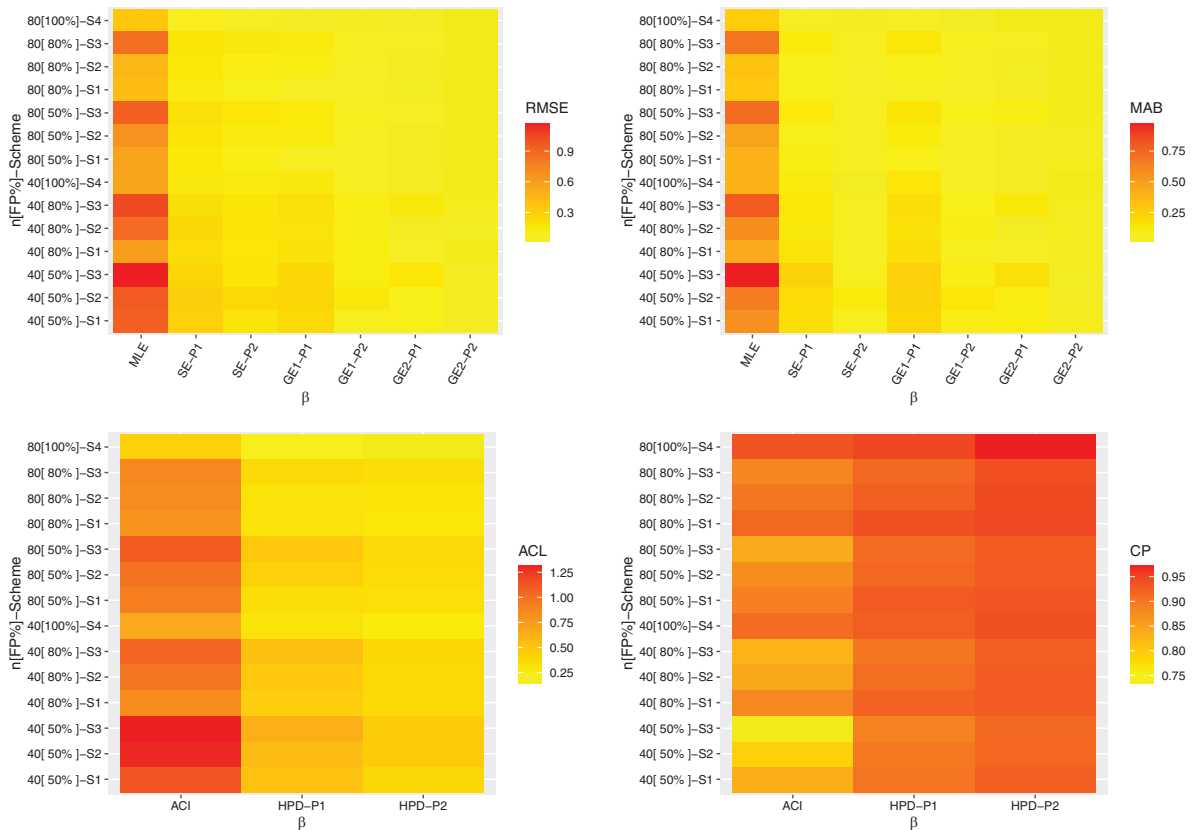 n[FP%]−Scheme
80[100%]−S4
80[ 80% ]−S3
80[ 80% ]−S2
80[ 80% ]−S1
80[ 50% ]−S3
80[ 50% ]−S2
80[ 50% ]−S1
40[100%]−S4
40[ 80% ]−S3
40[ 80% ]−S2
40[ 80% ]−S1
40[ 50% ]−S3
40[ 50% ]−S2
40[ 50% ]−S1
MLE
SE−P1
SE−P2
GE1−P1
GE1−P2
GE2−P1
GE2−P2
β
RMSE
0.9
0.6
0.3
n[FP%]−Scheme
80[100%]−S4
80[ 80% ]−S3
80[ 80% ]−S2
80[ 80% ]−S1
80[ 50% ]−S3
80[ 50% ]−S2
80[ 50% ]−S1
40[100%]−S4
40[ 80% ]−S3
40[ 80% ]−S2
40[ 80% ]−S1
40[ 50% ]−S3
40[ 50% ]−S2
40[ 50% ]−S1
MLE
SE−P1
SE−P2
GE1−P1
GE1−P2
GE2−P1
GE2−P2
β
MAB
0.75
0.50
0.25
n[FP%]−Scheme
80[100%]−S4
80[ 80% ]−S3
80[ 80% ]−S2
80[ 80% ]−S1
80[ 50% ]−S3
80[ 50% ]−S2
80[ 50% ]−S1
40[100%]−S4
40[ 80% ]−S3
40[ 80% ]−S2
40[ 80% ]−S1
40[ 50% ]−S3
40[ 50% ]−S2
40[ 50% ]−S1
ACI
HPD−P1
HPD−P2
β
ACL
1.25
1.00
0.75
0.50
0.25
n[FP%]−Scheme
80[100%]−S4
80[ 80% ]−S3
80[ 80% ]−S2
80[ 80% ]−S1
80[ 50% ]−S3
80[ 50% ]−S2
80[ 50% ]−S1
40[100%]−S4
40[ 80% ]−S3
40[ 80% ]−S2
40[ 80% ]−S1
40[ 50% ]−S3
40[ 50% ]−S2
40[ 50% ]−S1
ACI
HPD−P1
HPD−P2
β
CP
0.95
0.90
0.85
0.80
0.75